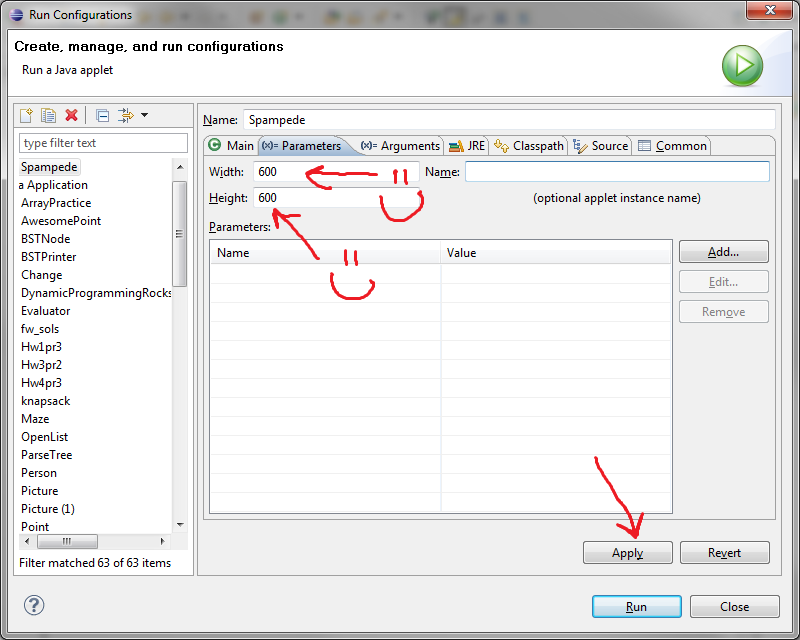 Run Configurations
Create, manage, and run configurations
Run a Java applet
type filter text
Spampede
a Application
ArrayPractice
AwesomePoint
BSTNode
BSTPrinter
Change
DynamicProgrammingRocks
Evaluator
fw_sols
Hw1pr3
Hw3pr2
Hw4pr3
knapsack
Maze
OpenList
ParseTree
Person
Picture
Picture (1)
Point
Filter matched 63 of 63 items
Name: Spampede
Main (x)= Parameters (x)= Arguments JRE Classpath Source Common
Width: 600 Name:
Height: 600 (optional applet instance name)
Parameters:
Name Value
Add...
Edit...
Remove
Apply Revert
? Run Close